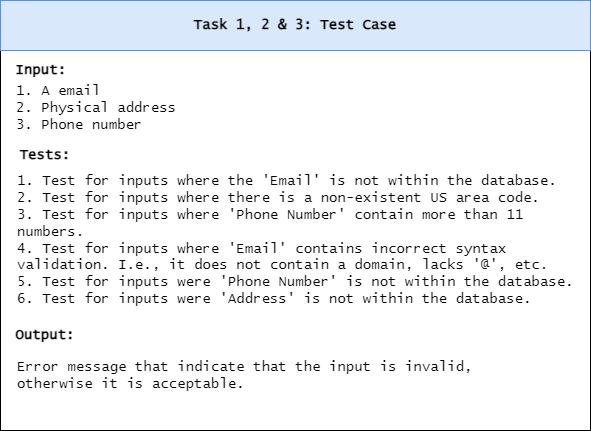 Task 1, 2 & 3: Test Case
Input:
1. A email
2. Physical address
3. Phone number
Tests:
1. Test for inputs where the 'Email' is not within the database.
2. Test for inputs where there is a non-existent US area code.
3. Test for inputs where 'Phone Number' contain more than 11
numbers.
4. Test for inputs where 'Email' contains incorrect syntax
validation. I.e., it does not contain a domain, lacks '@', etc.
5. Test for inputs were 'Phone Number' is not within the database.
6. Test for inputs were 'Address' is not within the database.
Output:
Error message that indicate that the input is invalid,
otherwise it is acceptable.